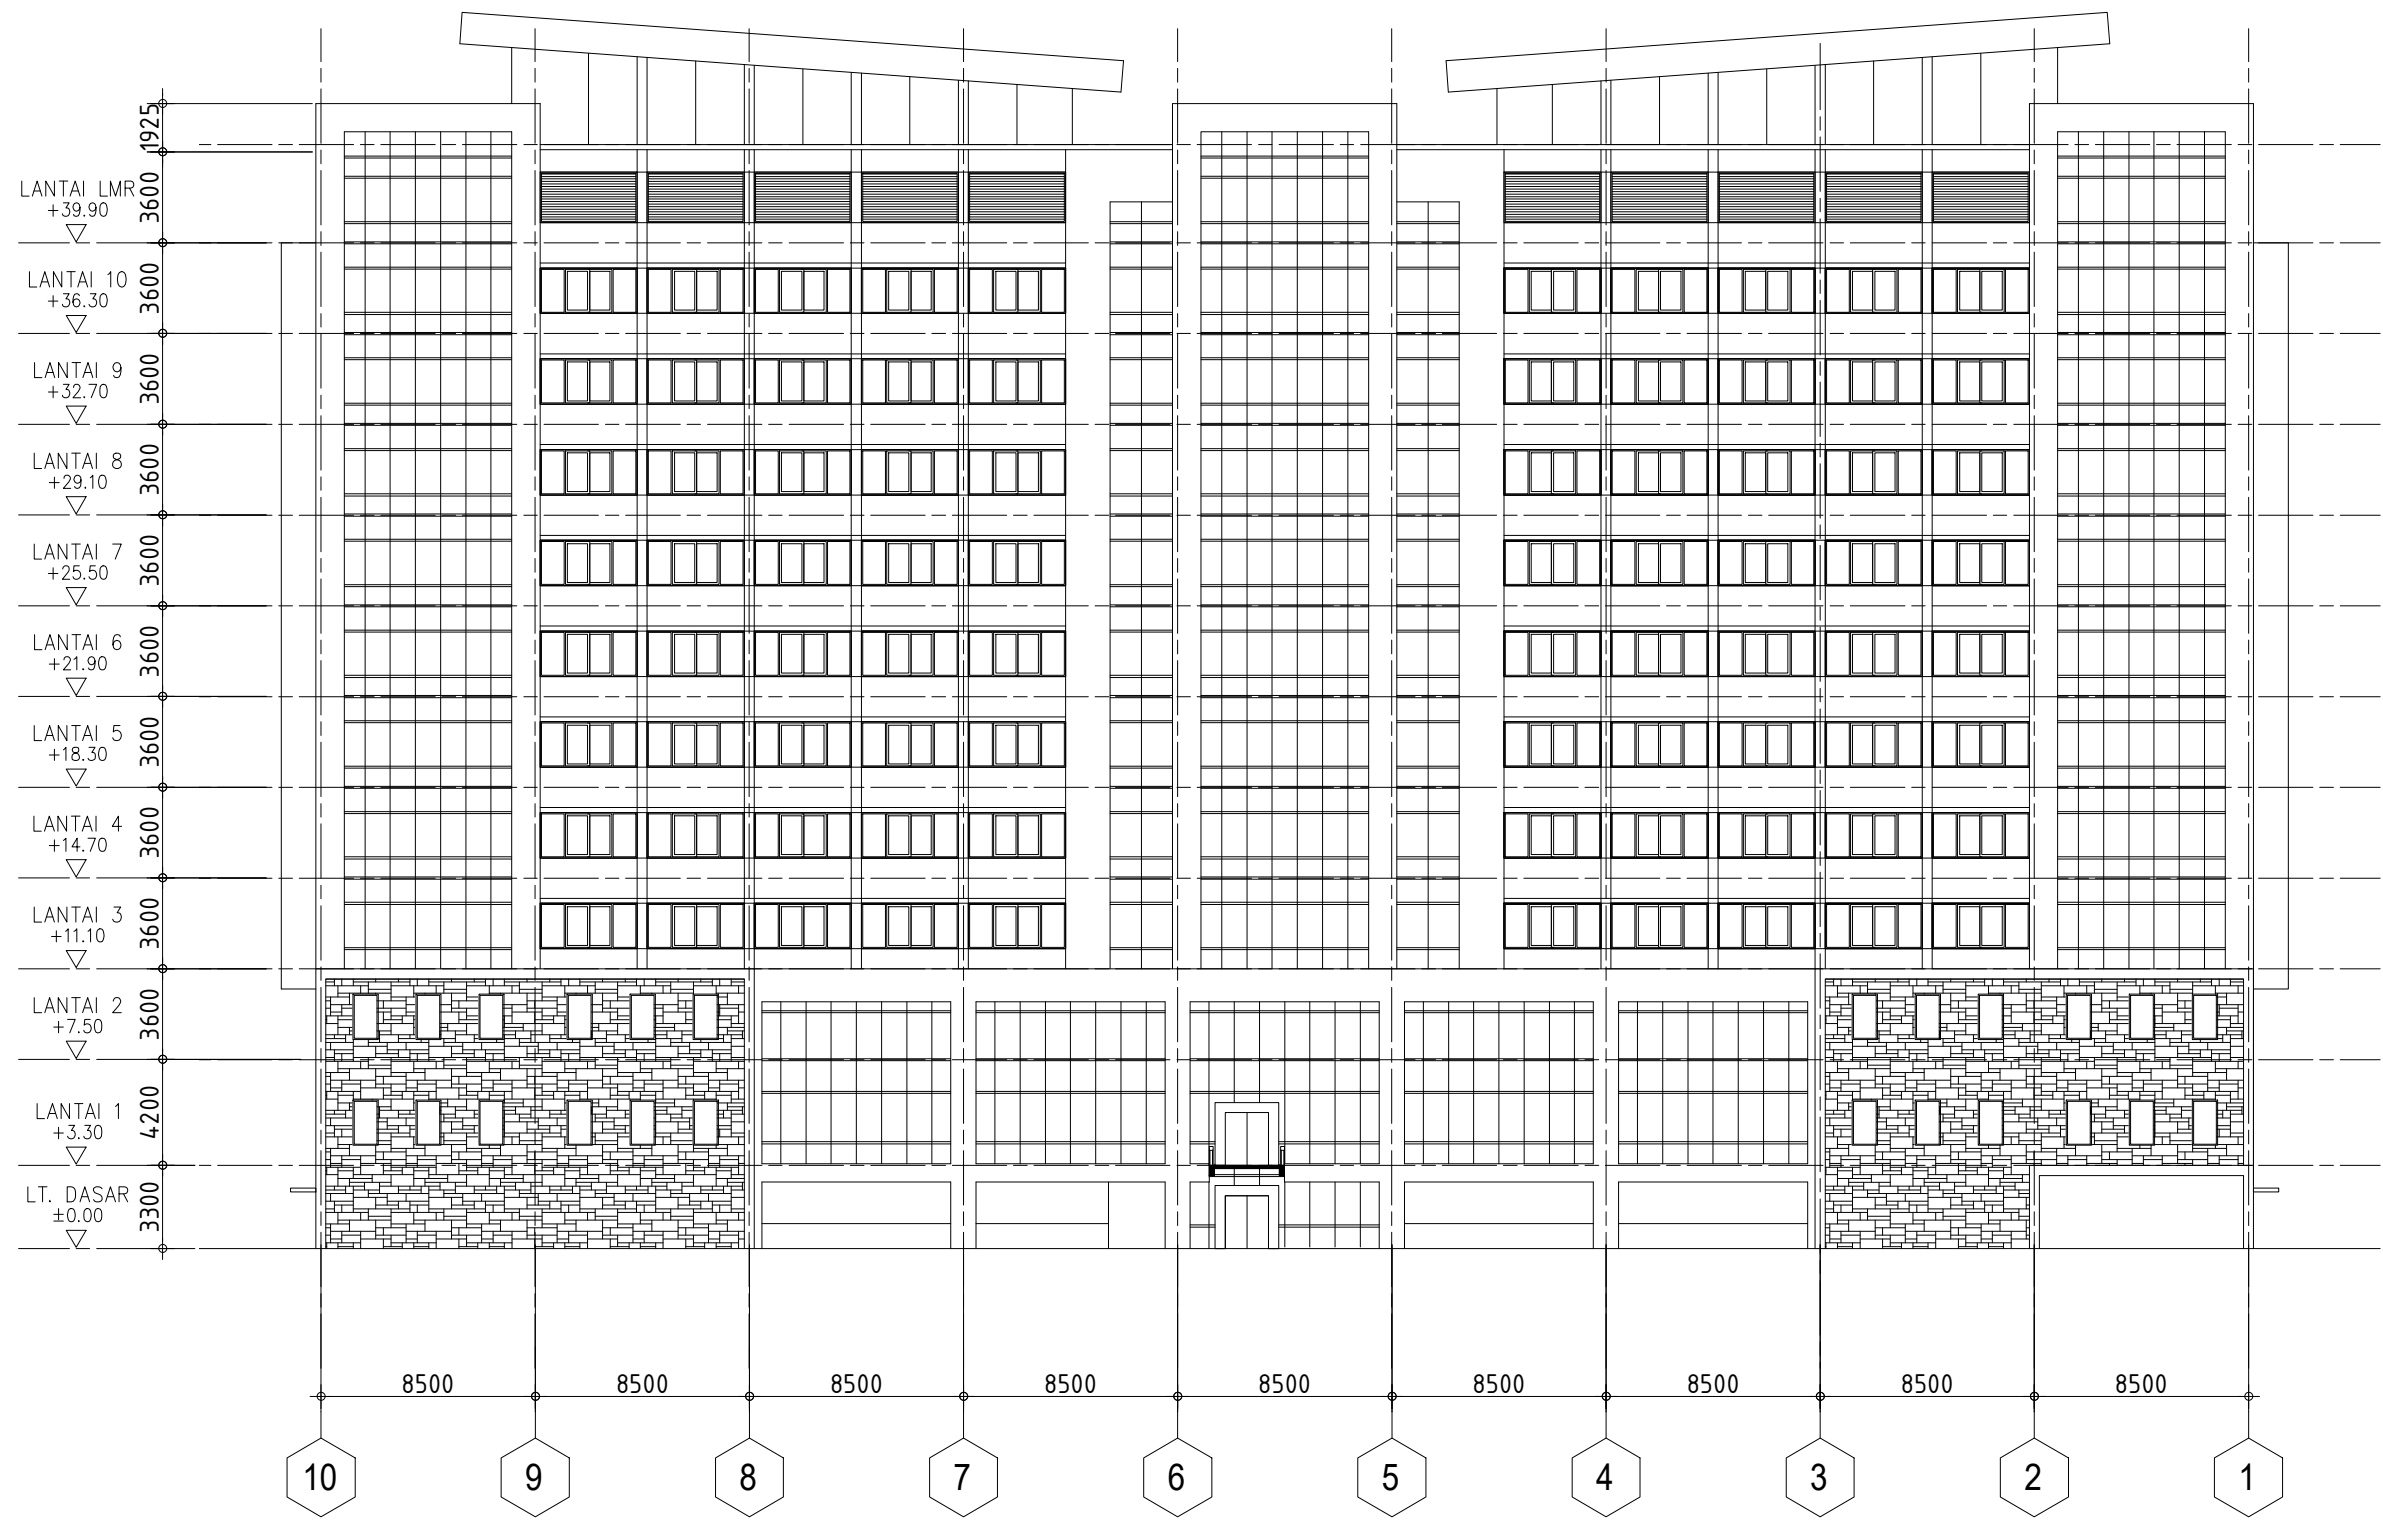 1925
LANTAI LMR
+39.90
3600
LANTAI 10
+36.30
3600
LANTAI 9
+32.70
3600
LANTAI 8
+29.10
3600
LANTAI 7
+25.50
3600
LANTAI 6
+21.90
3600
LANTAI 5
+18.30
3600
LANTAI 4
+14.70
3600
LANTAI 3
+11.10
3600
LANTAI 2
+7.50
3600
LANTAI 1
+3.30
4200
LT. DASAR
±0.00
3300
8500 8500 8500 8500 8500 8500 8500 8500 8500
10 9 8 7 6 5 4 3 2 1